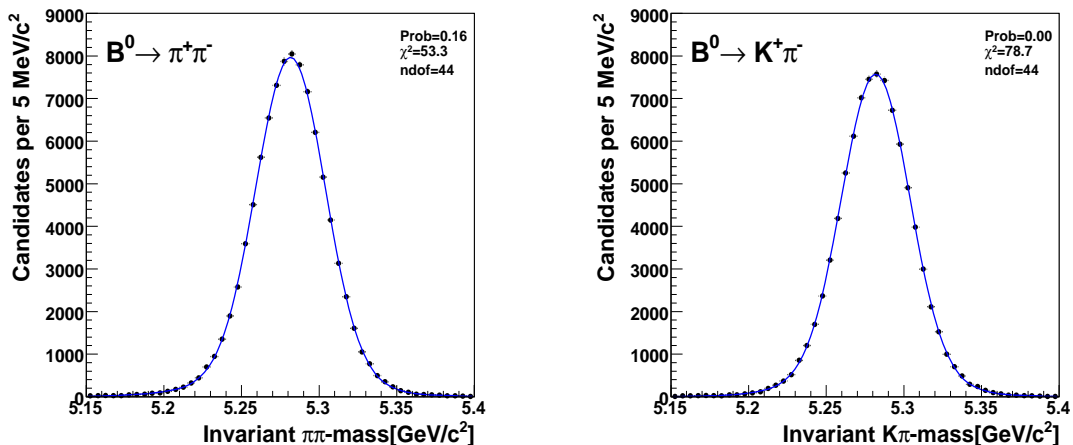 B⁰→ π⁺π⁻
Prob=0.16
χ²=53.3
ndof=44
Candidates per 5 MeV/c²
9000
8000
7000
6000
5000
4000
3000
2000
1000
0
5.15 5.2 5.25 5.3 5.35 5.4
Invariant ππ-mass[GeV/c²]
B⁰→ K⁺π⁻
Prob=0.00
χ²=78.7
ndof=44
Candidates per 5 MeV/c²
9000
8000
7000
6000
5000
4000
3000
2000
1000
0
5.15 5.2 5.25 5.3 5.35 5.4
Invariant Kπ-mass[GeV/c²]